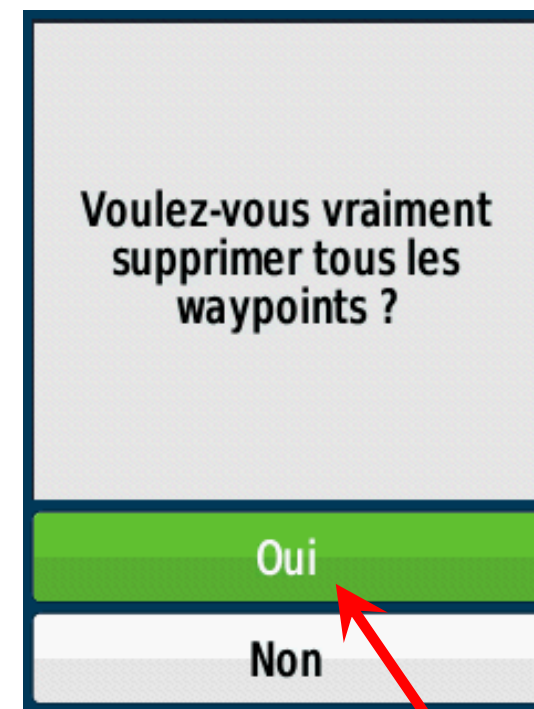 Voulez-vous vraiment
supprimer tous les
waypoints ?
Oui
Non